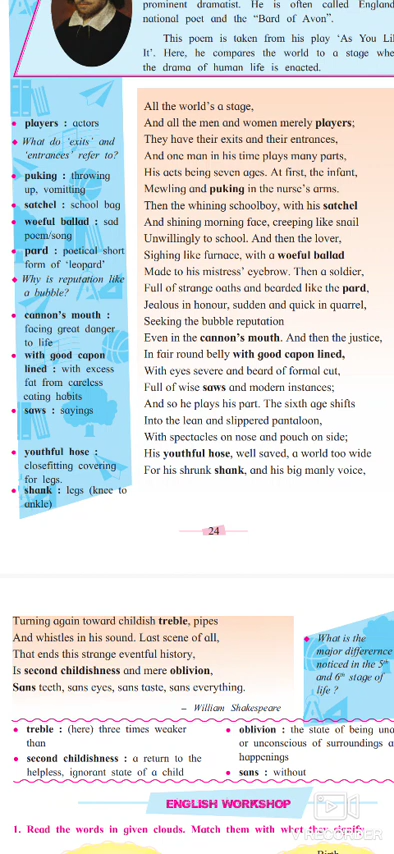 prominent dramatist. He is often called England
national poet and the "Bard of Avon".
This poem is taken from his play 'As You Li
It'. Here, he compares the world to a stage whe
the drama of human life is enacted.
• players : actors
◆ What do 'exits' and
'entrances' refer to?
• puking : throwing
up, vomitting
• satchel : school bag
• woeful ballad : sad
poem/song
• pard : poetical short
form of 'leopard'
◆ Why is reputation like
a bubble?
• cannon's mouth :
facing great danger
to life
• with good capon
lined : with excess
fat from careless
eating habits
• saws : sayings
• youthful hose :
closefitting covering
for legs.
• shank : legs (knee to
ankle)
All the world's a stage,
And all the men and women merely players;
They have their exits and their entrances,
And one man in his time plays many parts,
His acts being seven ages. At first, the infant,
Mewling and puking in the nurse's arms.
Then the whining schoolboy, with his satchel
And shining morning face, creeping like snail
Unwillingly to school. And then the lover,
Sighing like furnace, with a woeful ballad
Made to his mistress' eyebrow. Then a soldier,
Full of strange oaths and bearded like the pard,
Jealous in honour, sudden and quick in quarrel,
Seeking the bubble reputation
Even in the cannon's mouth. And then the justice,
In fair round belly with good capon lined,
With eyes severe and beard of formal cut,
Full of wise saws and modern instances;
And so he plays his part. The sixth age shifts
Into the lean and slippered pantaloon,
With spectacles on nose and pouch on side;
His youthful hose, well saved, a world too wide
For his shrunk shank, and his big manly voice,
24
Turning again toward childish treble, pipes
And whistles in his sound. Last scene of all,
That ends this strange eventful history,
Is second childishness and mere oblivion,
Sans teeth, sans eyes, sans taste, sans everything.
– William Shakespeare
◆ What is the
major differernce
noticed in the 5th
and 6th stage of
life ?
• treble : (here) three times weaker
than
• second childishness : a return to the
helpless, ignorant state of a child
• oblivion : the state of being una
or unconscious of surroundings a
happenings
• sans : without
ENGLISH WORKSHOP
1. Read the words in given clouds. Match them with what they signify
RECORDER